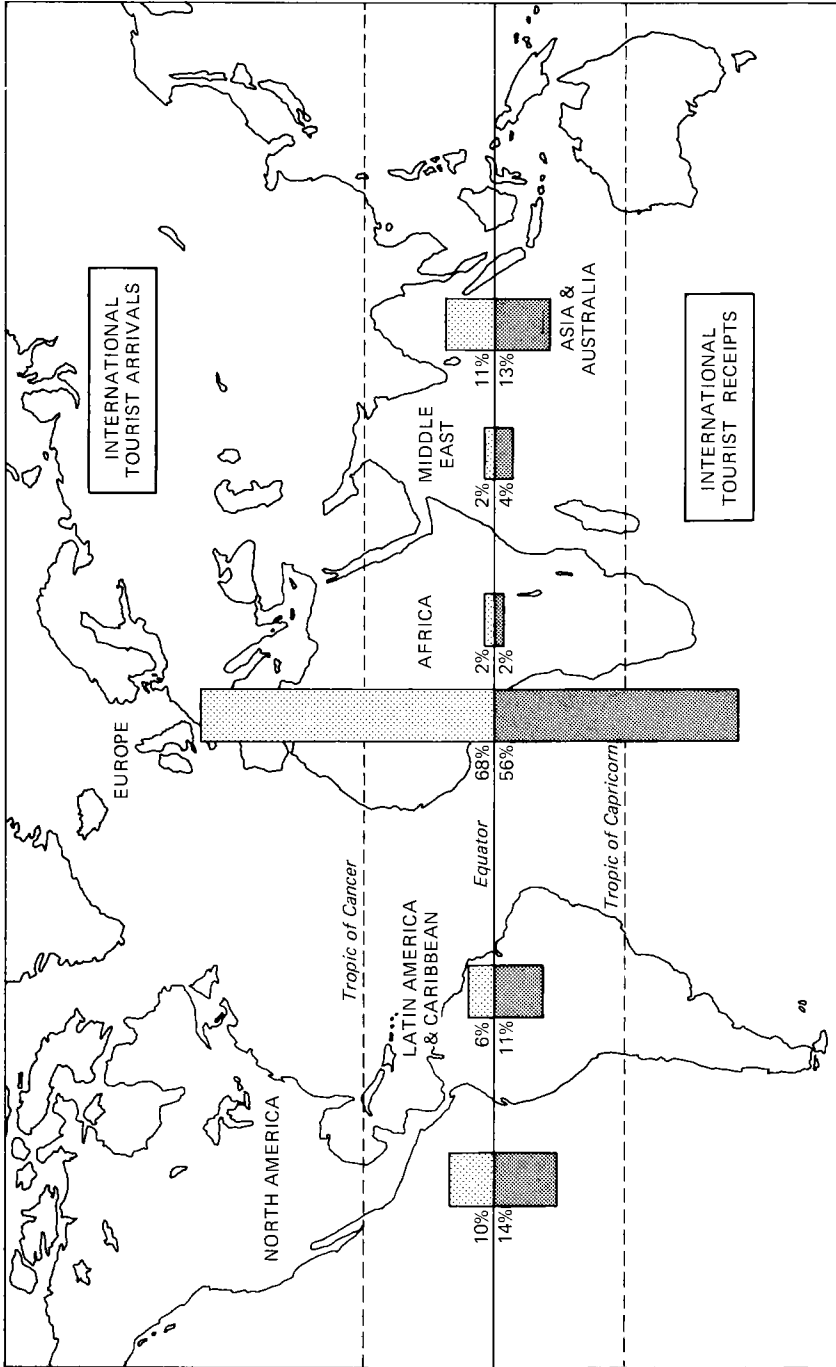 INTERNATIONAL
TOURIST ARRIVALS
EUROPE
NORTH AMERICA
Tropic of Cancer
LATIN AMERICA
& CARIBBEAN
AFRICA
MIDDLE
EAST
Equator
10%
14%
6%
11%
68%
56%
2%
2%
2%
4%
11%
13%
ASIA &
AUSTRALIA
Tropic of Capricorn
INTERNATIONAL
TOURIST RECEIPTS